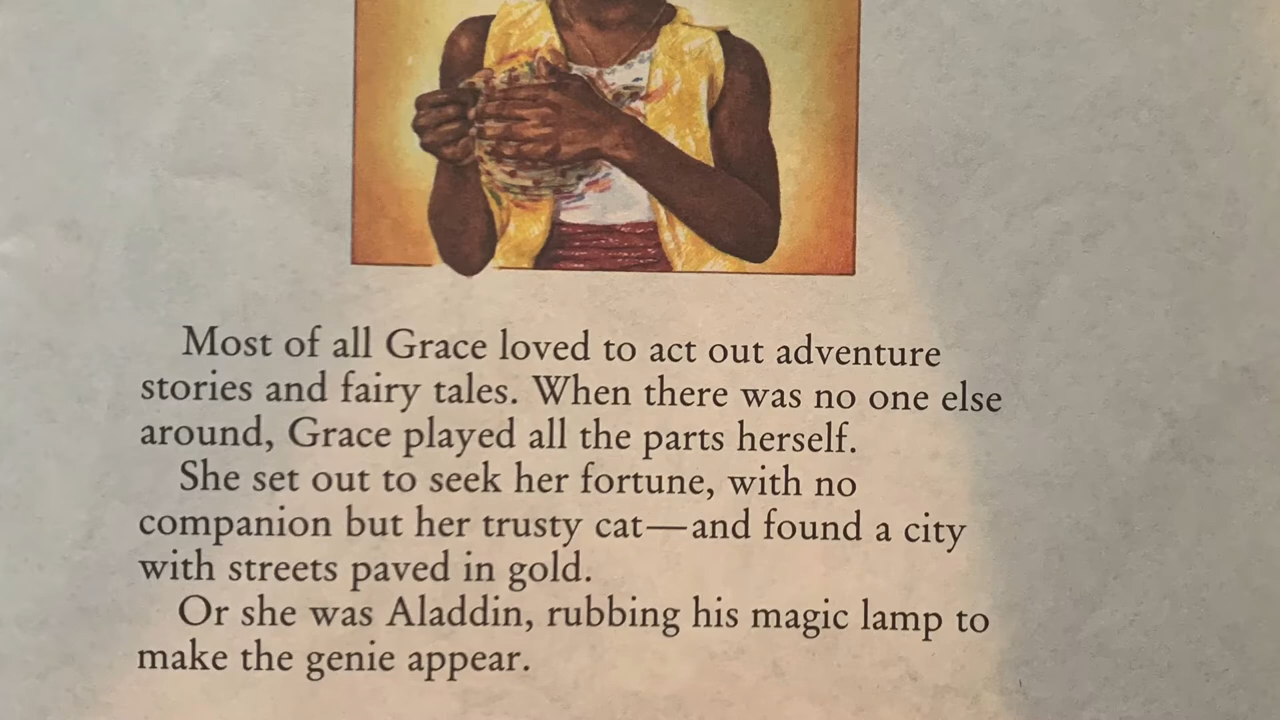 Most of all Grace loved to act out adventure
stories and fairy tales. When there was no one else
around, Grace played all the parts herself.
She set out to seek her fortune, with no
companion but her trusty cat—and found a city
with streets paved in gold.
Or she was Aladdin, rubbing his magic lamp to
make the genie appear.